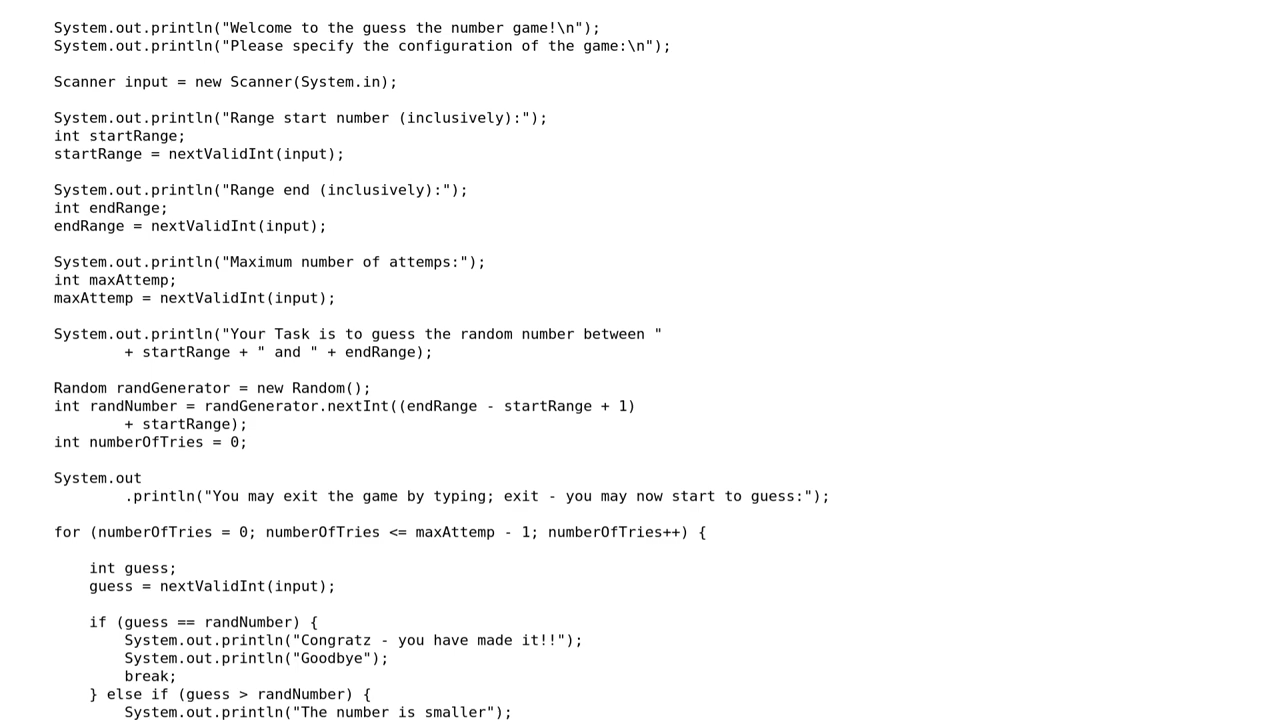 System.out.println("Welcome to the guess the number game!\n");
System.out.println("Please specify the configuration of the game:\n");

Scanner input = new Scanner(System.in);

System.out.println("Range start number (inclusively):");
int startRange;
startRange = nextValidInt(input);

System.out.println("Range end (inclusively):");
int endRange;
endRange = nextValidInt(input);

System.out.println("Maximum number of attemps:");
int maxAttemp;
maxAttemp = nextValidInt(input);

System.out.println("Your Task is to guess the random number between "
        + startRange + " and " + endRange);

Random randGenerator = new Random();
int randNumber = randGenerator.nextInt((endRange - startRange + 1)
        + startRange);
int numberOfTries = 0;

System.out
        .println("You may exit the game by typing; exit - you may now start to guess:");

for (numberOfTries = 0; numberOfTries <= maxAttemp - 1; numberOfTries++) {

    int guess;
    guess = nextValidInt(input);

    if (guess == randNumber) {
        System.out.println("Congratz - you have made it!!");
        System.out.println("Goodbye");
        break;
    } else if (guess > randNumber) {
        System.out.println("The number is smaller");